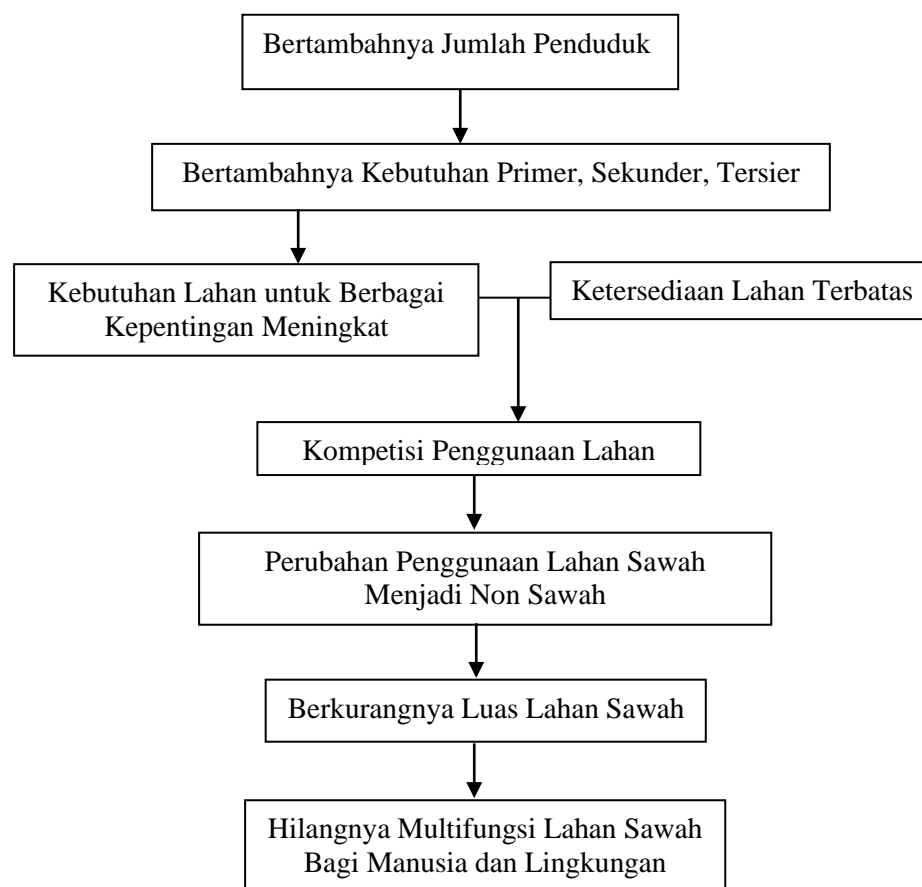 Bertambahnya Jumlah Penduduk
Bertambahnya Kebutuhan Primer, Sekunder, Tersier
Kebutuhan Lahan untuk Berbagai
Kepentingan Meningkat
Ketersediaan Lahan Terbatas
Kompetisi Penggunaan Lahan
Perubahan Penggunaan Lahan Sawah
Menjadi Non Sawah
Berkurangnya Luas Lahan Sawah
Hilangnya Multifungsi Lahan Sawah
Bagi Manusia dan Lingkungan